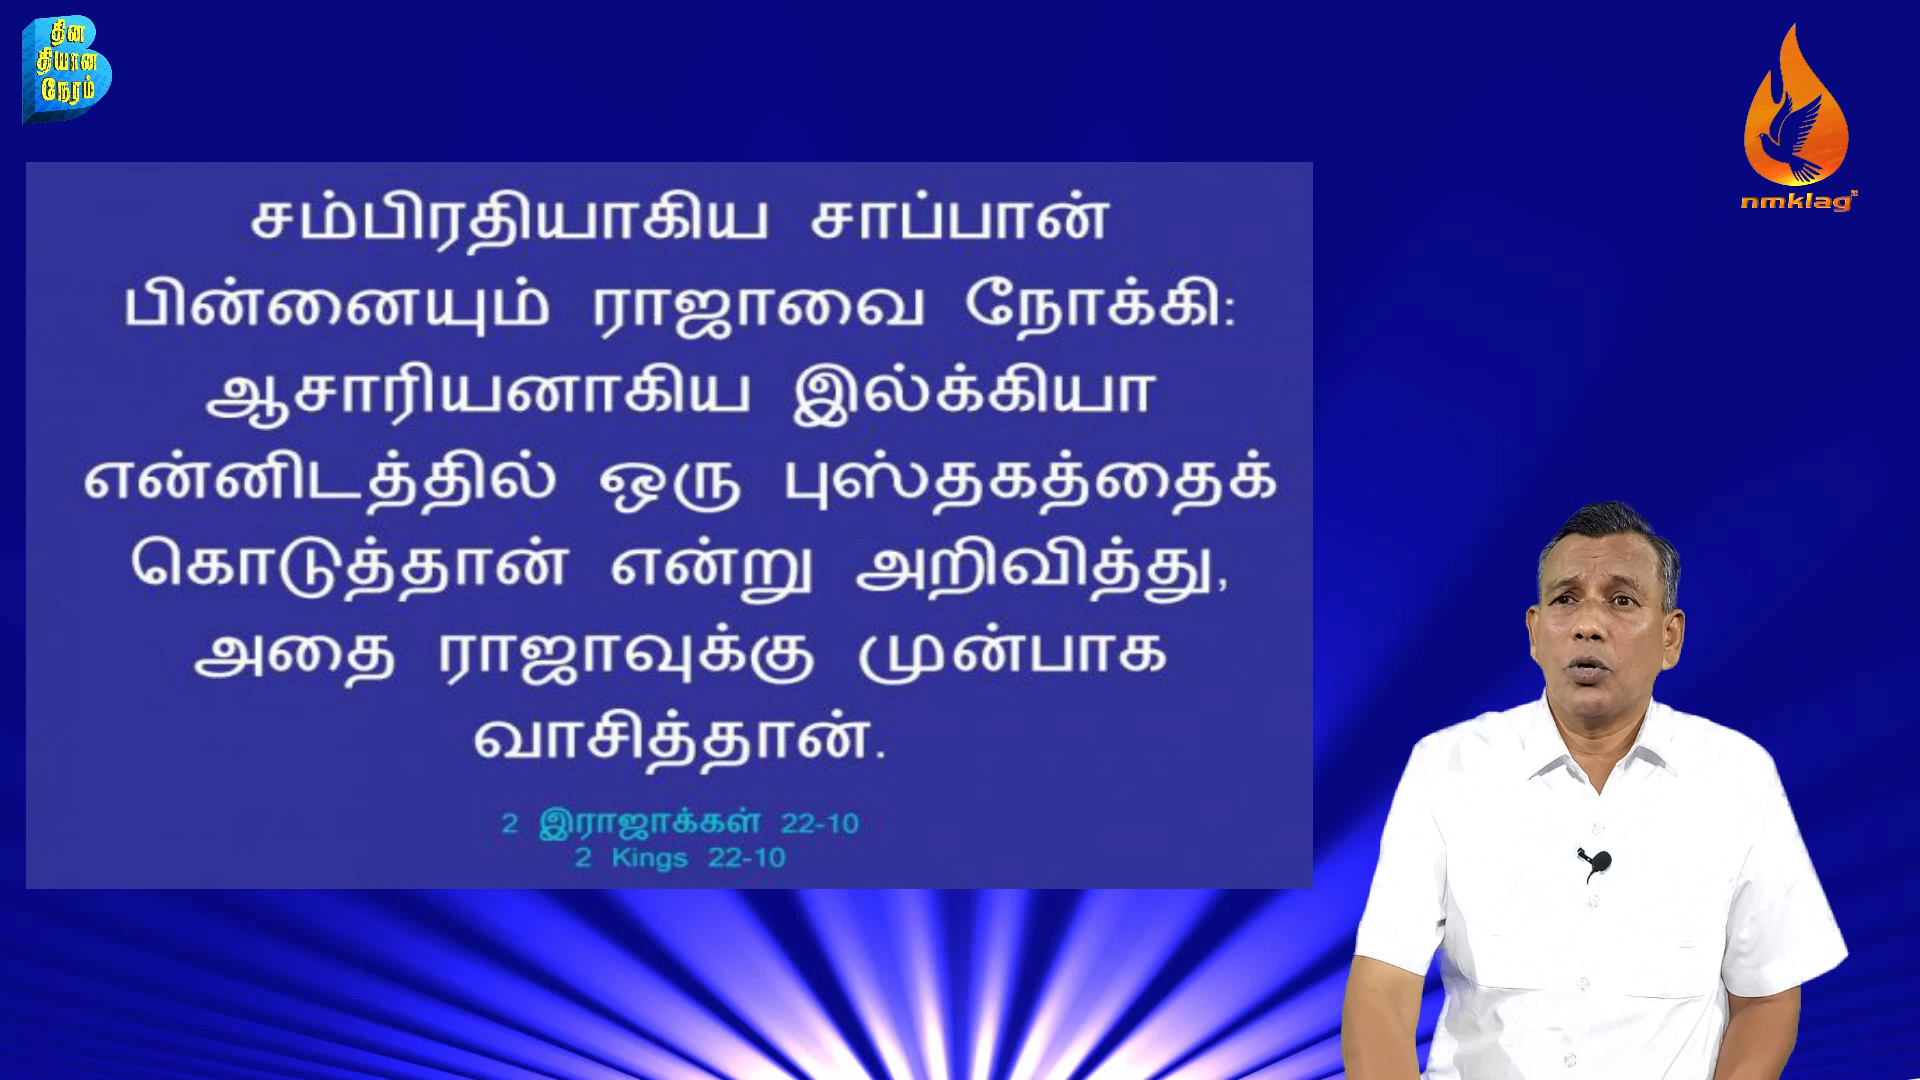 தின
தியான
நேரம்
nmklag
சம்பிரதியாகிய சாப்பான்
பின்னையும் ராஜாவை நோக்கி:
ஆசாரியனாகிய இல்க்கியா
என்னிடத்தில் ஒரு புஸ்தகத்தைக்
கொடுத்தான் என்று அறிவித்து,
அதை ராஜாவுக்கு முன்பாக
வாசித்தான்.
2 இராஜாக்கள் 22-10
2 Kings 22-10